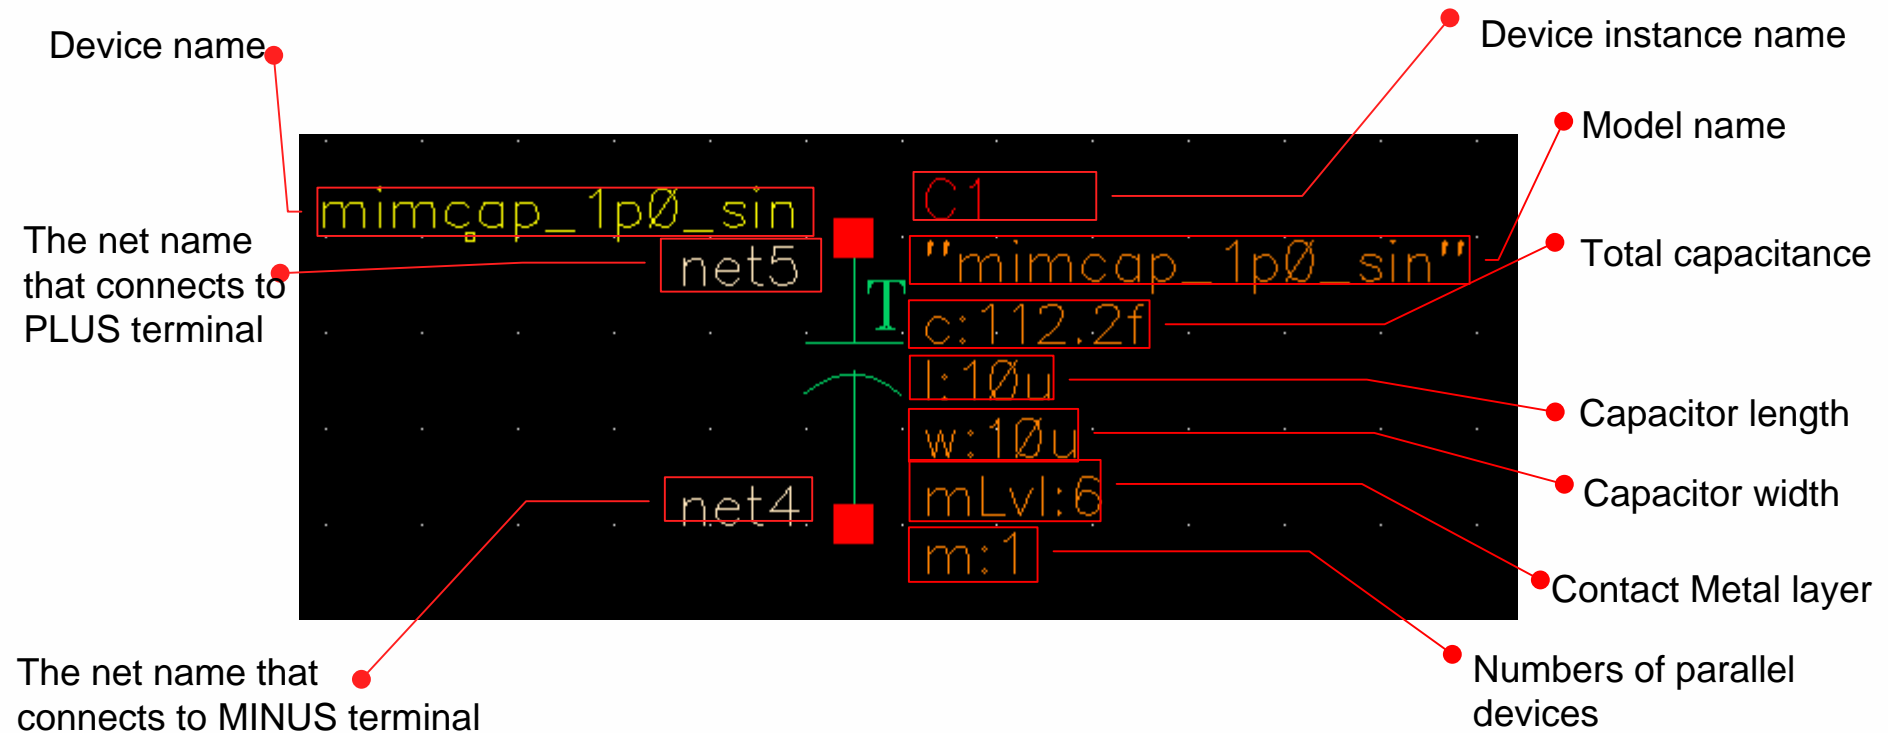 Device name
Device instance name
Model name
mimcap_1p0_sin
C1
The net name
that connects to
PLUS terminal
net5
"mimcap_1p0_sin"
Total capacitance
T
c:112.2f
l:10u
Capacitor length
w:10u
Capacitor width
net4
mLvl:6
m:1
Contact Metal layer
The net name that
connects to MINUS terminal
Numbers of parallel
devices